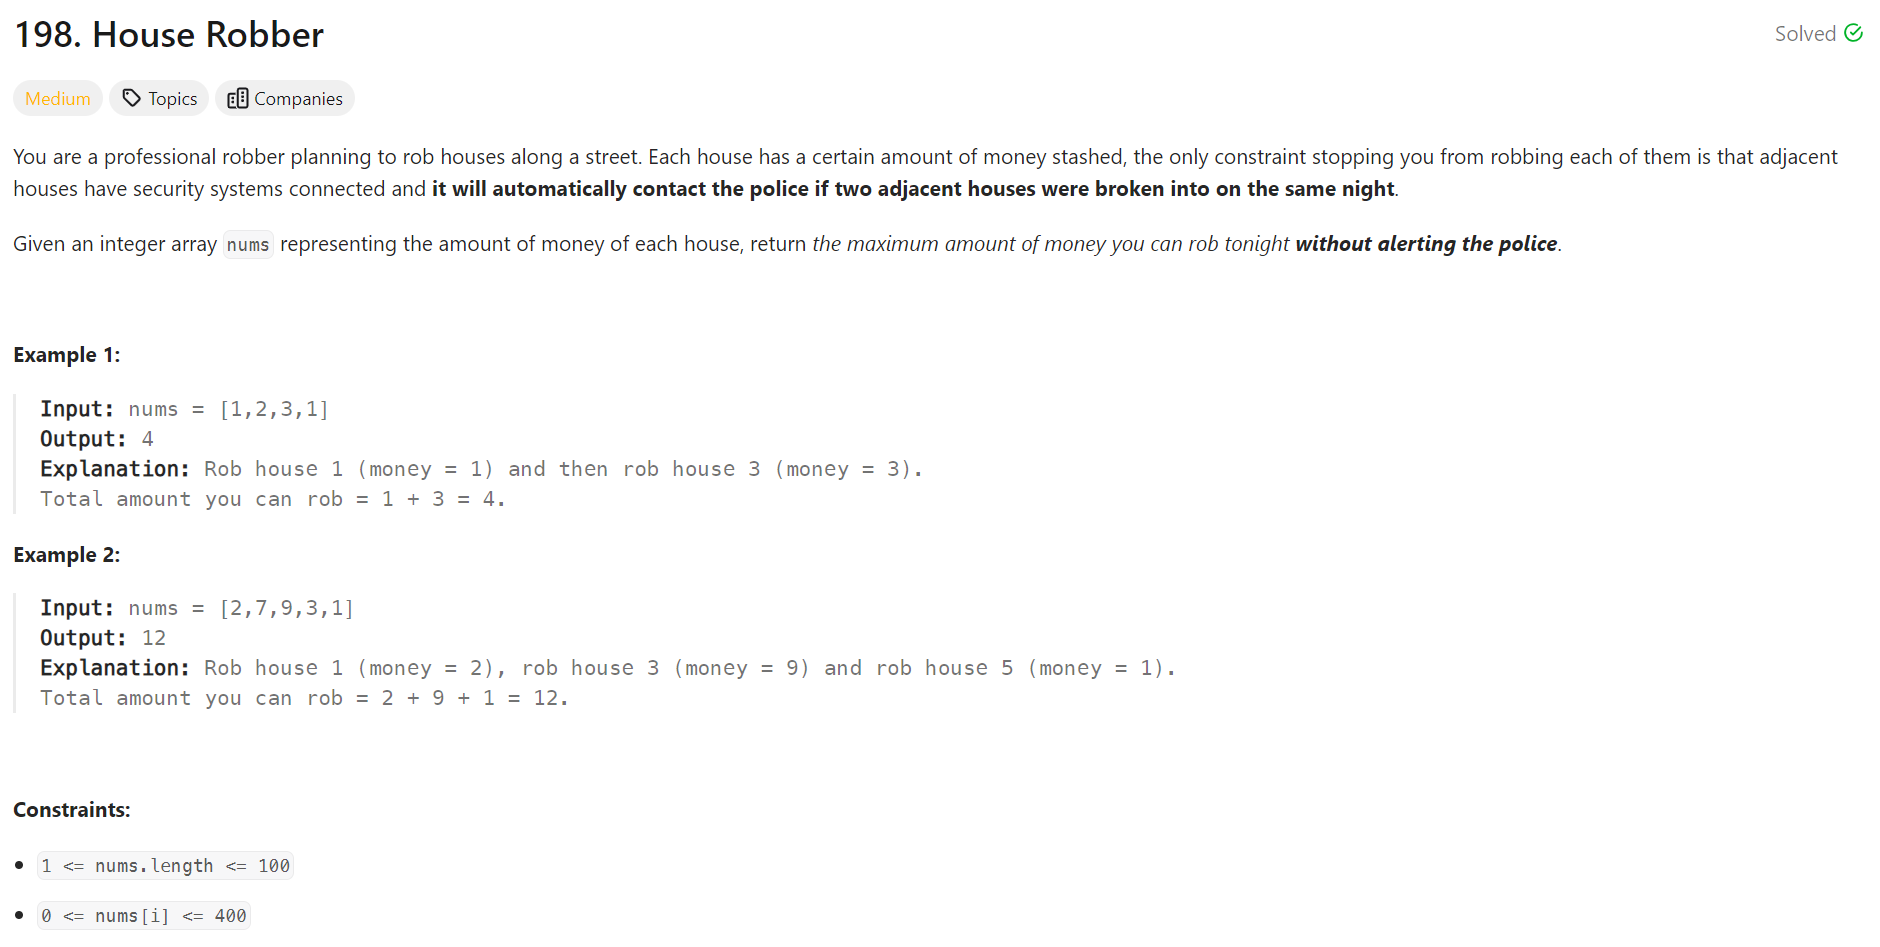 198. House Robber
Solved
Medium
Topics
Companies
You are a professional robber planning to rob houses along a street. Each house has a certain amount of money stashed, the only constraint stopping you from robbing each of them is that adjacent
houses have security systems connected and it will automatically contact the police if two adjacent houses were broken into on the same night.
Given an integer array nums representing the amount of money of each house, return the maximum amount of money you can rob tonight without alerting the police.
Example 1:
Input: nums = [1,2,3,1]
Output: 4
Explanation: Rob house 1 (money = 1) and then rob house 3 (money = 3).
Total amount you can rob = 1 + 3 = 4.
Example 2:
Input: nums = [2,7,9,3,1]
Output: 12
Explanation: Rob house 1 (money = 2), rob house 3 (money = 9) and rob house 5 (money = 1).
Total amount you can rob = 2 + 9 + 1 = 12.
Constraints:
• 1 <= nums.length <= 100
• 0 <= nums[i] <= 400